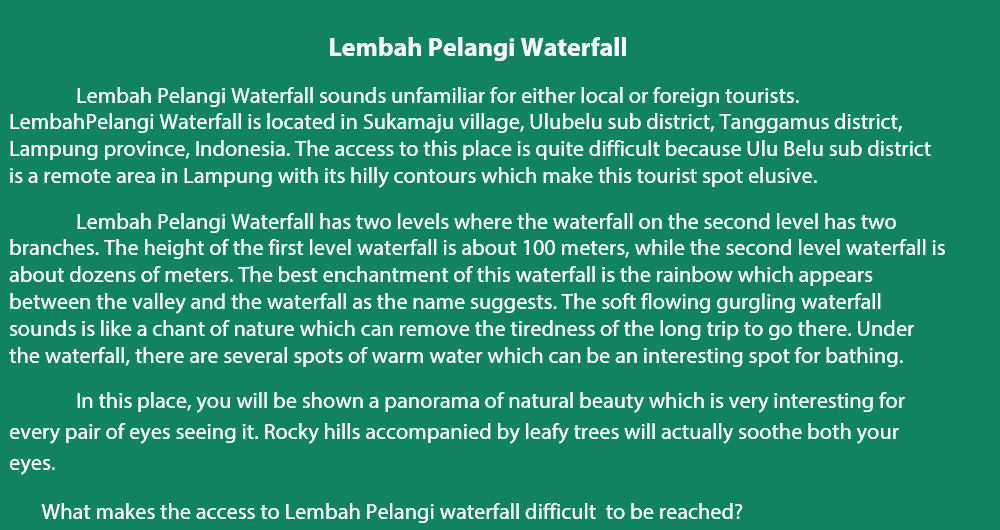 Lembah Pelangi Waterfall
Lembah Pelangi Waterfall sounds unfamiliar for either local or foreign tourists.
LembahPelangi Waterfall is located in Sukamaju village, Ulubelu sub district, Tanggamus district,
Lampung province, Indonesia. The access to this place is quite difficult because Ulu Belu sub district
is a remote area in Lampung with its hilly contours which make this tourist spot elusive.
Lembah Pelangi Waterfall has two levels where the waterfall on the second level has two
branches. The height of the first level waterfall is about 100 meters, while the second level waterfall is
about dozens of meters. The best enchantment of this waterfall is the rainbow which appears
between the valley and the waterfall as the name suggests. The soft flowing gurgling waterfall
sounds is like a chant of nature which can remove the tiredness of the long trip to go there. Under
the waterfall, there are several spots of warm water which can be an interesting spot for bathing.
In this place, you will be shown a panorama of natural beauty which is very interesting for
every pair of eyes seeing it. Rocky hills accompanied by leafy trees will actually soothe both your
eyes.
What makes the access to Lembah Pelangi waterfall difficult to be reached?